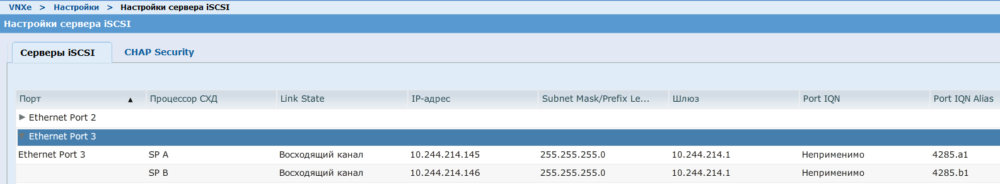 VNXe > Настройки > Настройки сервера iSCSI
Настройки сервера iSCSI
Серверы iSCSI CHAP Security
Порт Процессор СХД Link State IP-адрес Subnet Mask/Prefix Le... Шлюз Port IQN Port IQN Alias
Ethernet Port 2
Ethernet Port 3
Ethernet Port 3 SP A Восходящий канал 10.244.214.145 255.255.255.0 10.244.214.1 Неприменимо 4285.a1
SP B Восходящий канал 10.244.214.146 255.255.255.0 10.244.214.1 Неприменимо 4285.b1